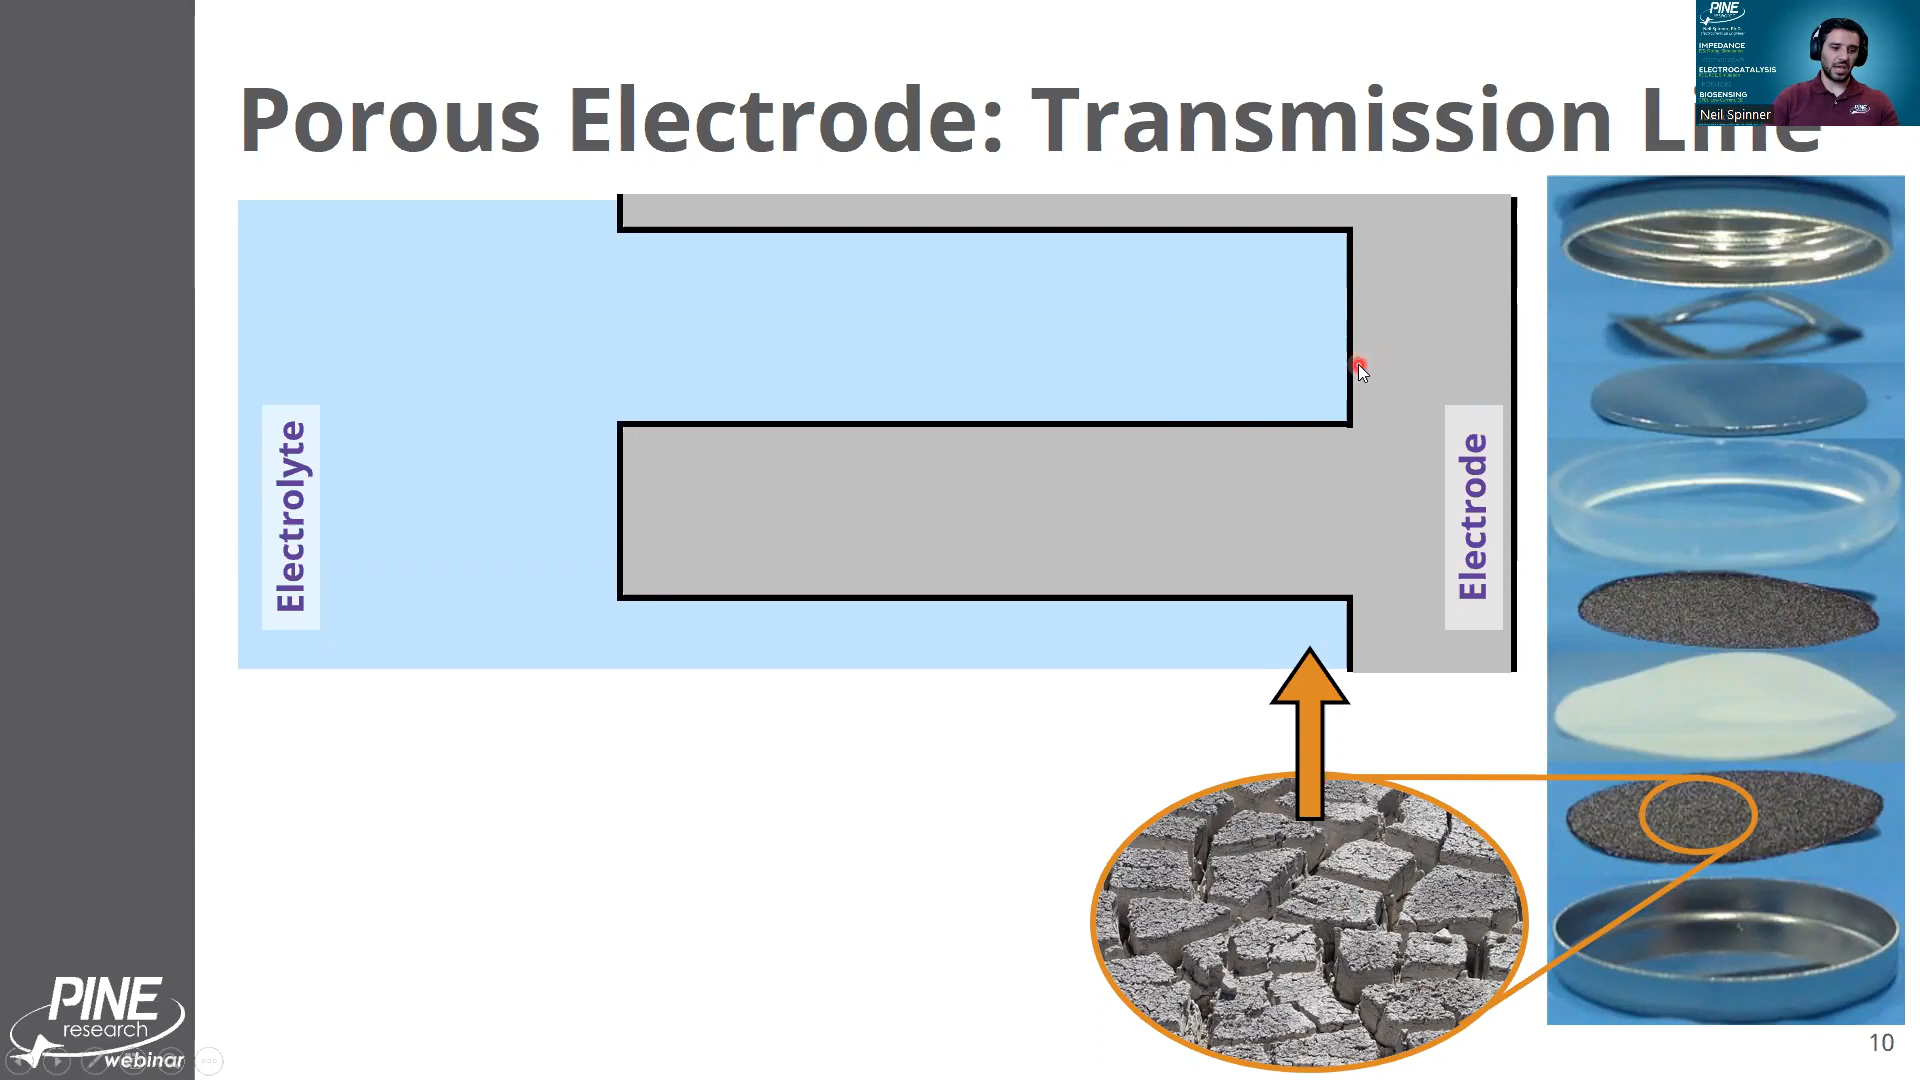 Porous Electrode: Transmission Line
PINE
IMPEDANCE
ELECTROCATALYSIS
BIOSENSING
Neil Spinner
Electrolyte
Electrode
PINE
research
webinar
10